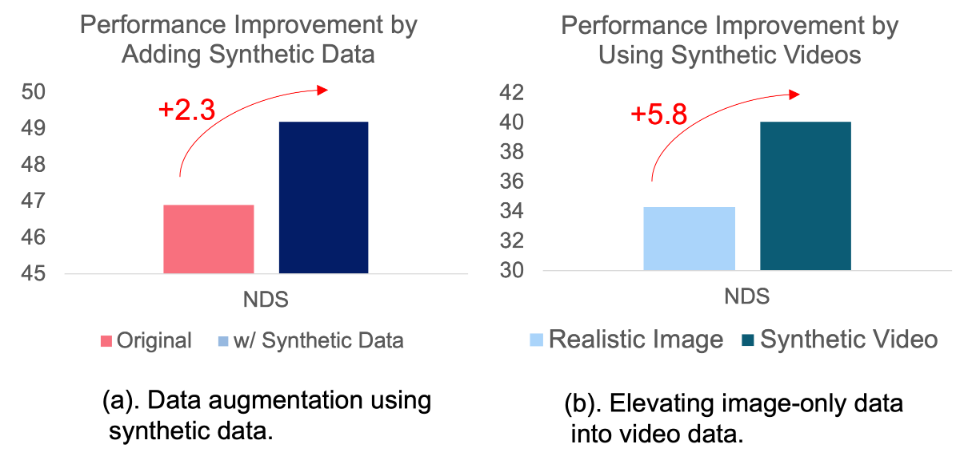 Performance Improvement by
Adding Synthetic Data
50
49
48
47
46
45
+2.3
NDS
Original w/ Synthetic Data
(a). Data augmentation using
synthetic data.
Performance Improvement by
Using Synthetic Videos
42
40
38
36
34
32
30
+5.8
NDS
Realistic Image Synthetic Video
(b). Elevating image-only data
into video data.